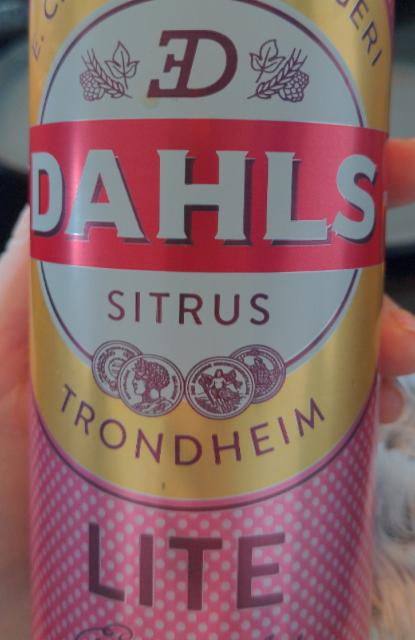 E. C.
ED
DAHLS
SITRUS
TRONDHEIM
LITE